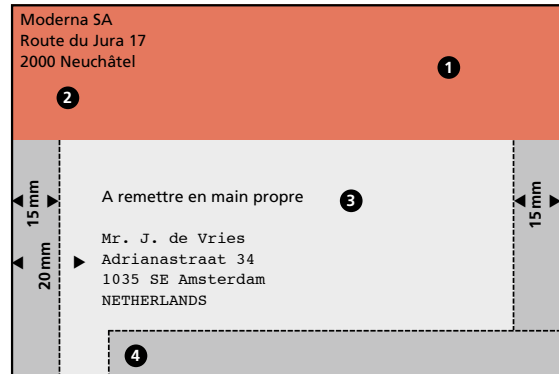 Moderna SA
Route du Jura 17
2000 Neuchâtel
1
2
15 mm
15 mm
A remettre en main propre
3
Mr. J. de Vries
Adrianastraat 34
1035 SE Amsterdam
NETHERLANDS
20 mm
4